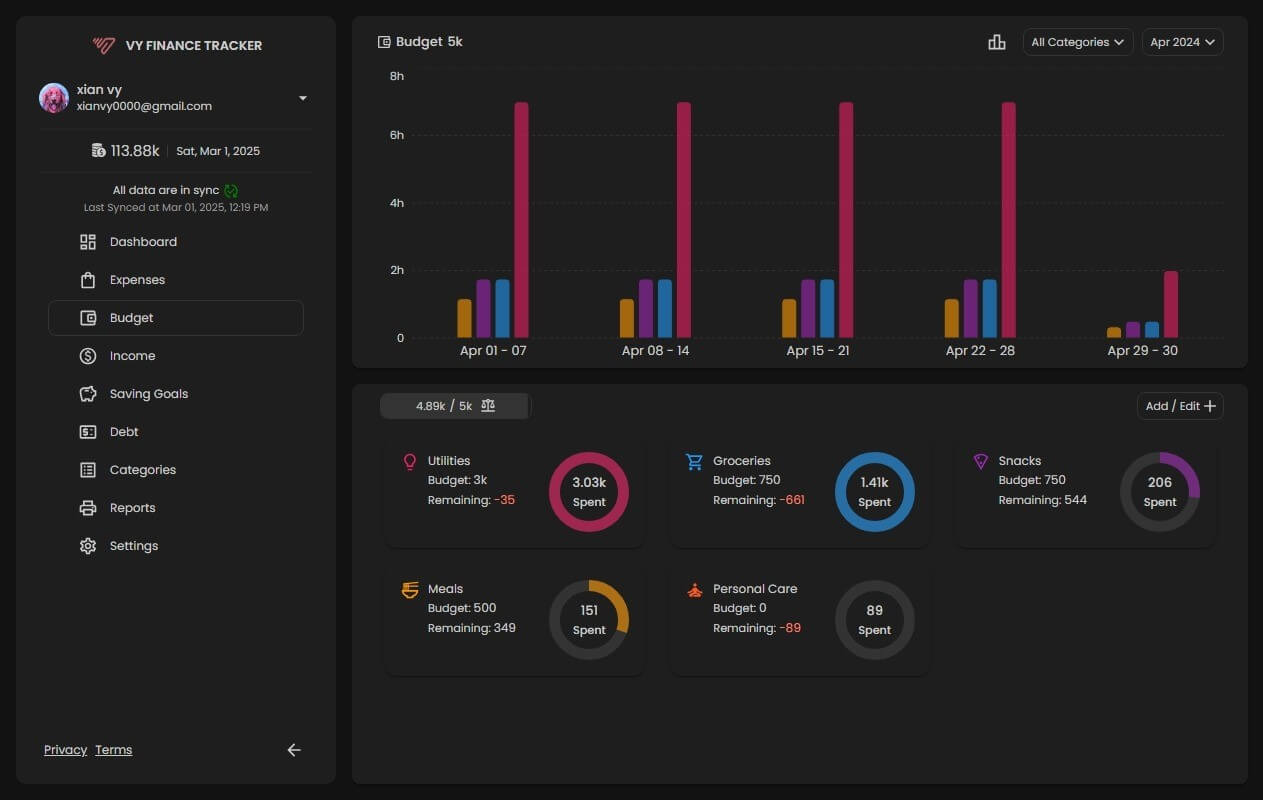 VY FINANCE TRACKER
xian vy
xianvy0000@gmail.com
113.88k
Sat, Mar 1, 2025
All data are in sync
Last Synced at Mar 01, 2025, 12:19 PM
Dashboard
Expenses
Budget
Income
Saving Goals
Debt
Categories
Reports
Settings
Privacy Terms
Budget 5k
All Categories
Apr 2024
8h
6h
4h
2h
0
Apr 01 - 07
Apr 08 - 14
Apr 15 - 21
Apr 22 - 28
Apr 29 - 30
4.89k / 5k
Add / Edit
Utilities
Budget: 3k
Remaining: -35
3.03k
Spent
Groceries
Budget: 750
Remaining: -661
1.41k
Spent
Snacks
Budget: 750
Remaining: 544
206
Spent
Meals
Budget: 500
Remaining: 349
151
Spent
Personal Care
Budget: 0
Remaining: -89
89
Spent